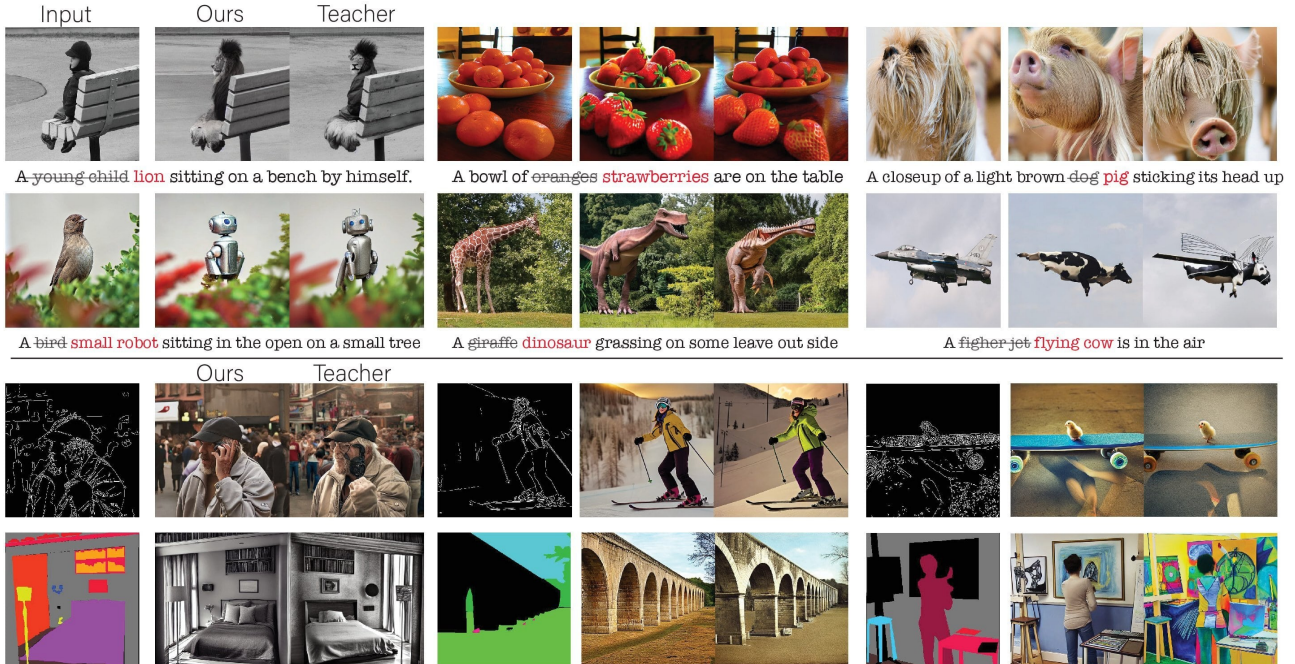 Input Ours Teacher
A young child lion sitting on a bench by himself.
A bowl of oranges strawberries are on the table
A closeup of a light brown dog pig sticking its head up
A bird small robot sitting in the open on a small tree
A giraffe dinosaur grassing on some leave out side
A figher jet flying cow is in the air
Ours Teacher